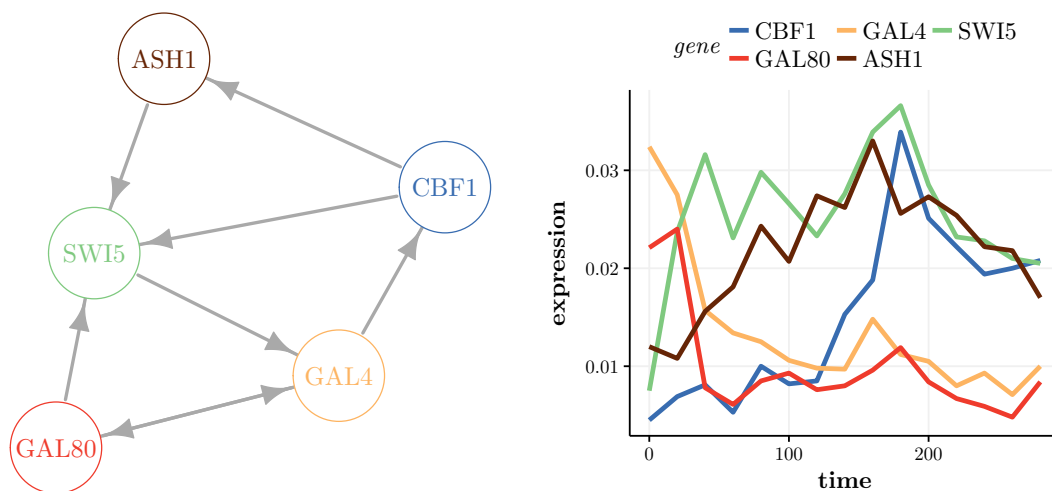 ASH1
CBF1
SWI5
GAL4
GAL80
gene
CBF1 GAL4 SWI5
GAL80 ASH1
expression
0.03
0.02
0.01
0 100 200
time